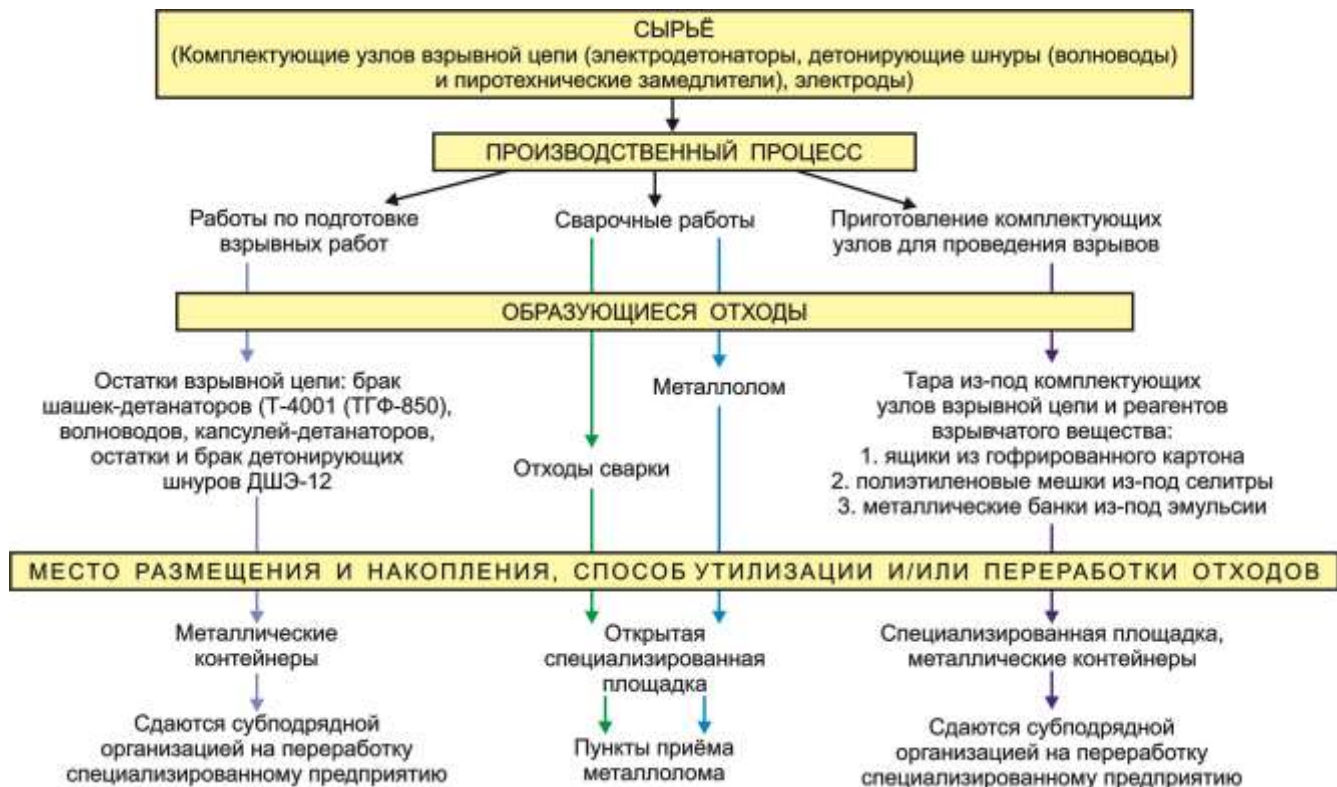 СЫРЬЁ
(Комплектующие узлов взрывной цепи (электродетонаторы, детонирующие шнуры (волноводы)
и пиротехнические замедлители), электроды)
ПРОИЗВОДСТВЕННЫЙ ПРОЦЕСС
Работы по подготовке
взрывных работ
Сварочные работы
Приготовление комплектующих
узлов для проведения взрывов
ОБРАЗУЮЩИЕСЯ ОТХОДЫ
Остатки взрывной цепи: брак
шашек-детанаторов (Т-4001 (ТГФ-850),
волноводов, капсулей-детанаторов,
остатки и брак детонирующих
шнуров ДШЭ-12
Отходы сварки
Металлолом
Тара из-под комплектующих
узлов взрывной цепи и реагентов
взрывчатого вещества:
1. ящики из гофрированного картона
2. полиэтиленовые мешки из-под селитры
3. металлические банки из-под эмульсии
МЕСТО РАЗМЕЩЕНИЯ И НАКОПЛЕНИЯ, СПОСОБ УТИЛИЗАЦИИ И/ИЛИ ПЕРЕРАБОТКИ ОТХОДОВ
Металлические
контейнеры
Открытая
специализированная
площадка
Специализированная площадка,
металлические контейнеры
Сдаются субподрядной
организацией на переработку
специализированному предприятию
Пункты приёма
металлолома
Сдаются субподрядной
организацией на переработку
специализированному предприятию